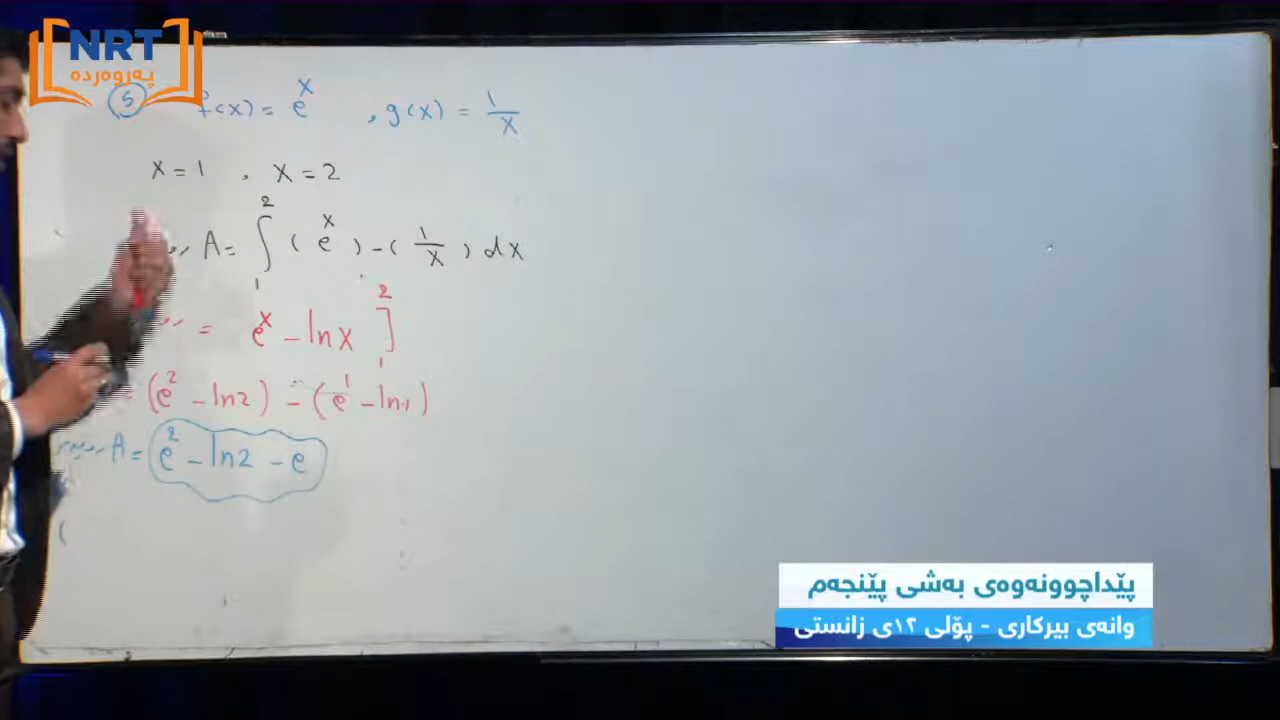 NRT
پەروەردە
5 f(x) = e^x , g(x) = 1/x
x = 1 , x = 2
A = ∫₁² (e^x) - (1/x) dx
= e^x - ln x ]₁²
= (e² - ln2) - (e¹ - ln1)
A = e² - ln2 - e
(
پێداچوونەوەی بەشی پێنجەم
وانەی بیرکاری - پۆلی ١٢ی زانستی